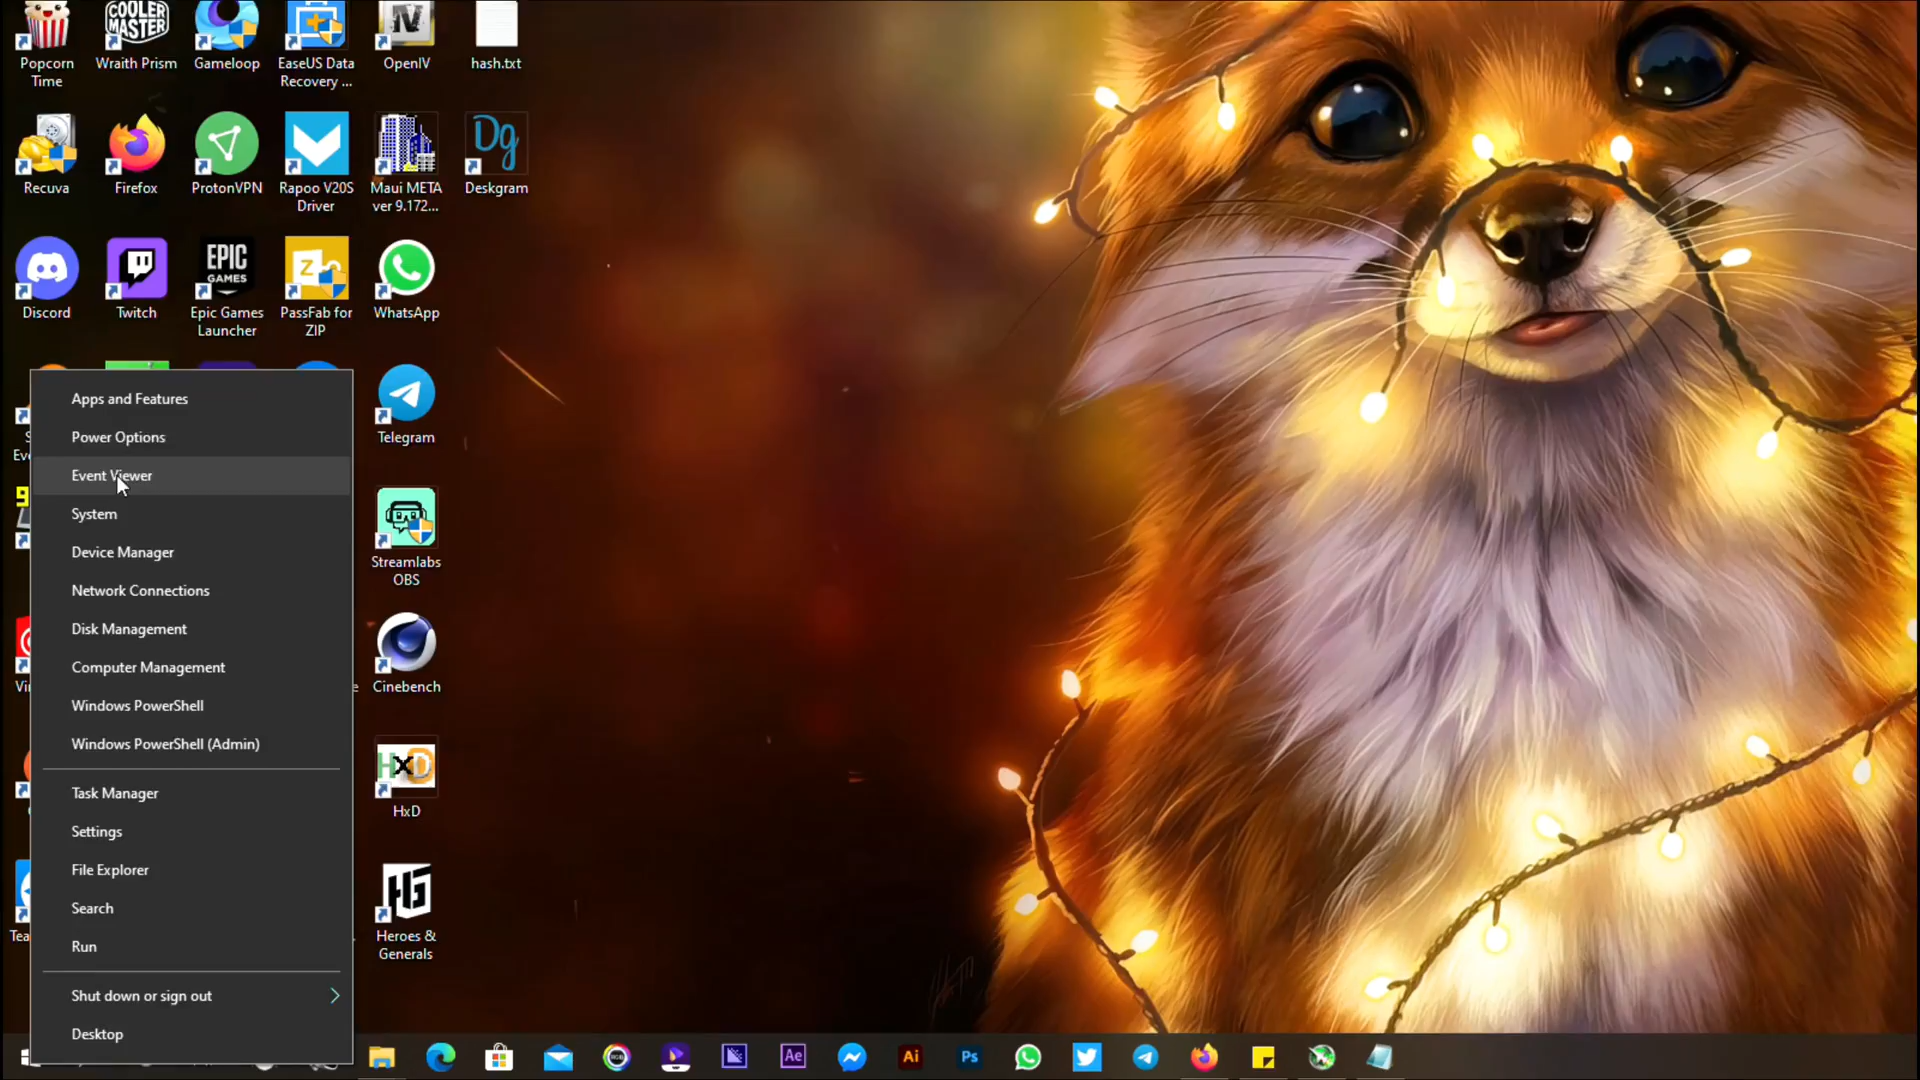 Popcorn
Time
COOLER
MASTER
Wraith Prism
Gameloop
EaseUS Data
Recovery ...
IV
OpenIV
hash.txt
Recuva
Firefox
ProtonVPN
Rapoo V20S
Driver
Maui META
ver 9.172...
Dg
Deskgram
Discord
Twitch
EPIC
GAMES
Epic Games
Launcher
Z
PassFab for
ZIP
WhatsApp
Telegram
Streamlabs
OBS
Cinebench
HxD
HxD
HG
Heroes &
Generals
Apps and Features
Power Options
Event Viewer
System
Device Manager
Network Connections
Disk Management
Computer Management
Windows PowerShell
Windows PowerShell (Admin)
Task Manager
Settings
File Explorer
Search
Run
Shut down or sign out
Desktop
Ae
Ai
Ps